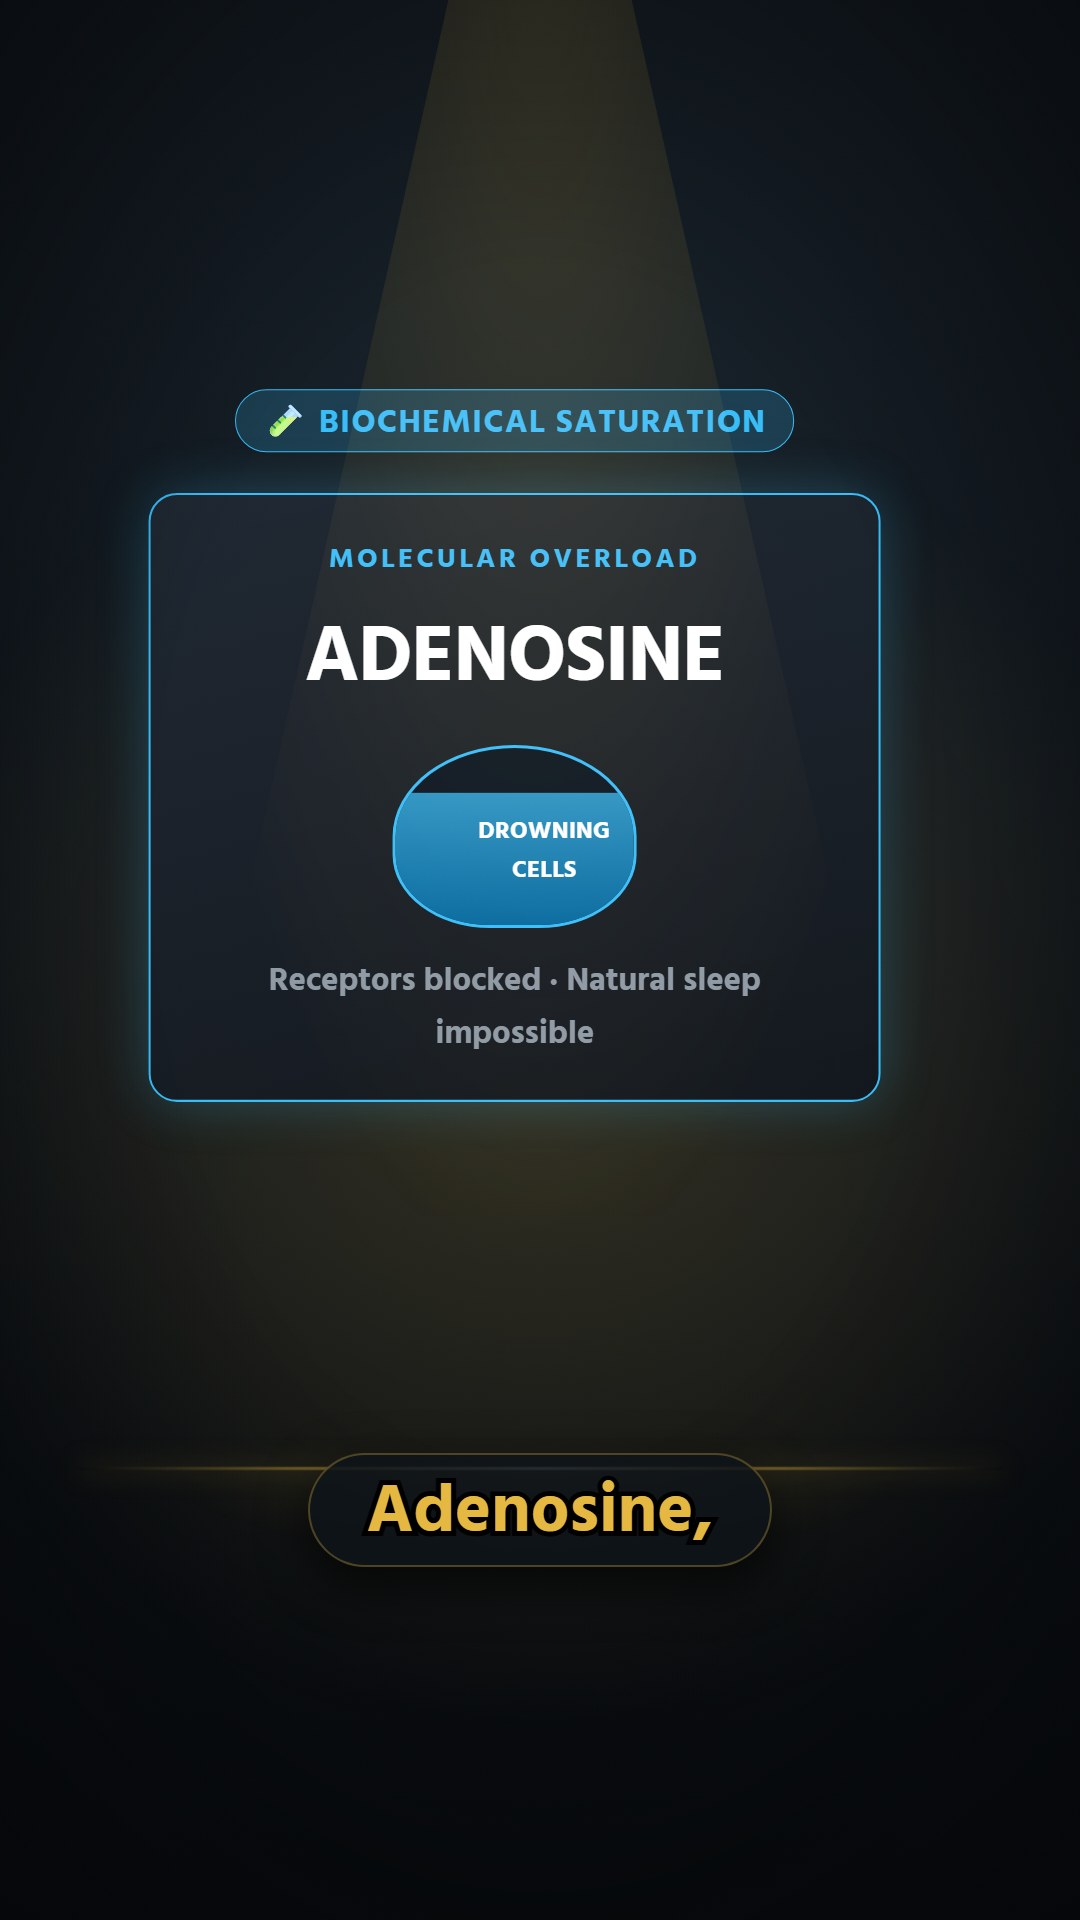 BIOCHEMICAL SATURATION
MOLECULAR OVERLOAD
ADENOSINE
DROWNING
CELLS
Receptors blocked · Natural sleep
impossible
Adenosine,